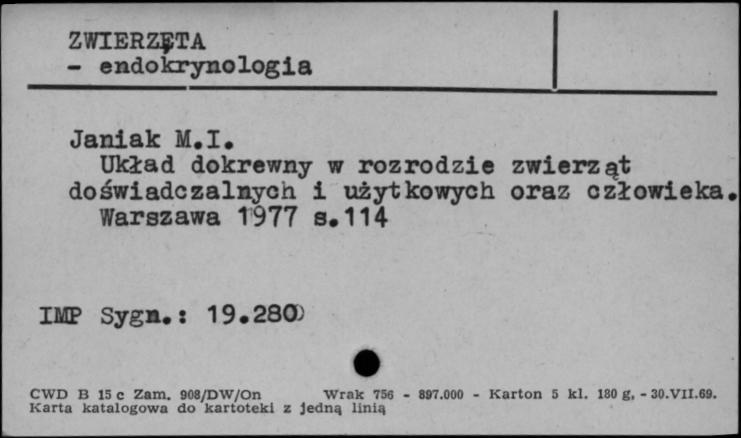 ZWIERZĘTA
- endokrynologia
Janiak M.I.
Układ dokrewny w rozrodzie zwierząt
doświadczalnych i użytkowych oraz człowieka.
Warszawa 1977 s.114
IMP Sygn.: 19.280
CWD B 15 c Zam. 908/DW/On Wrak 756 - 897.000 - Karton 5 kl. 180 g, - 30.VII.69.
Karta katalogowa do kartoteki z jedną linią